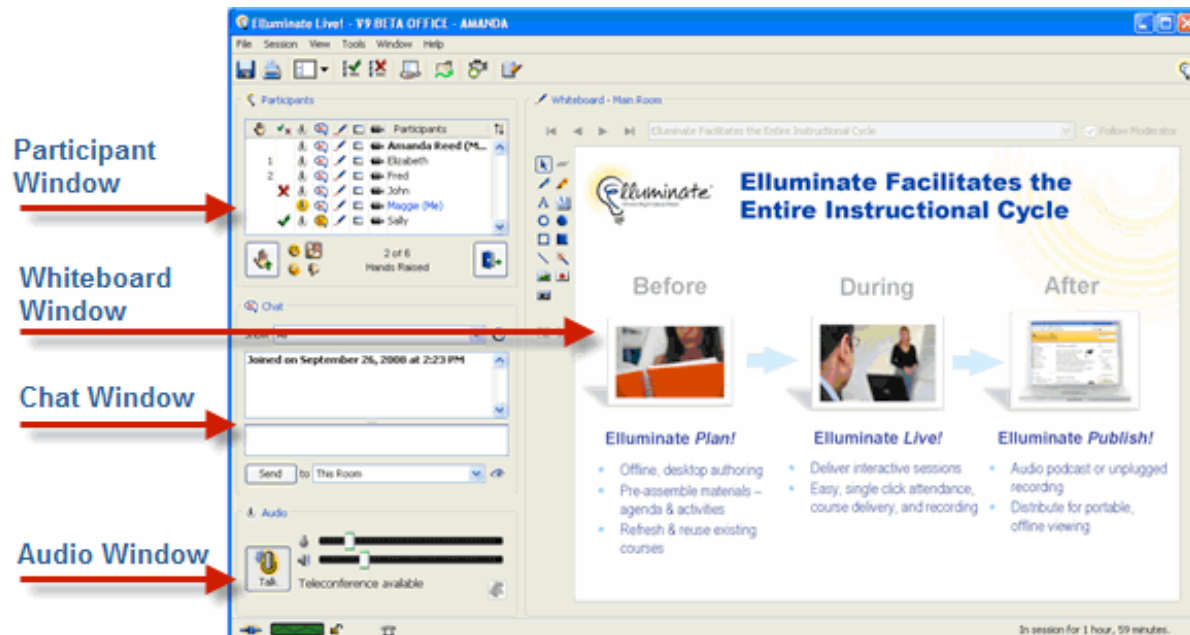 Elluminate Live! - V9 BETA OFFICE - AMANDA
File Session View Tools Window Help
Participants
Participants
Amanda Reed (M...
1 Elizabeth
2 Fred
John
Maggie (Me)
Sally
2 of 6
Hands Raised
Chat
Show All
Joined on September 26, 2008 at 2:23 PM
Send to This Room
Audio
Talk
Teleconference available
Participant
Window
Whiteboard
Window
Chat Window
Audio Window
Whiteboard - Main Room
Elluminate Facilitates the Entire Instructional Cycle
Follow Moderator
Elluminate
Elluminate Facilitates the
Entire Instructional Cycle
Before
During
After
Elluminate Plan!
Offline, desktop authoring
Pre-assemble materials –
agenda & activities
Refresh & reuse existing
courses
Elluminate Live!
Deliver interactive sessions
Easy, single click attendance,
course delivery, and recording
Elluminate Publish!
Audio podcast or unplugged
recording
Distribute for portable,
offline viewing
In session for 1 hour, 59 minutes.